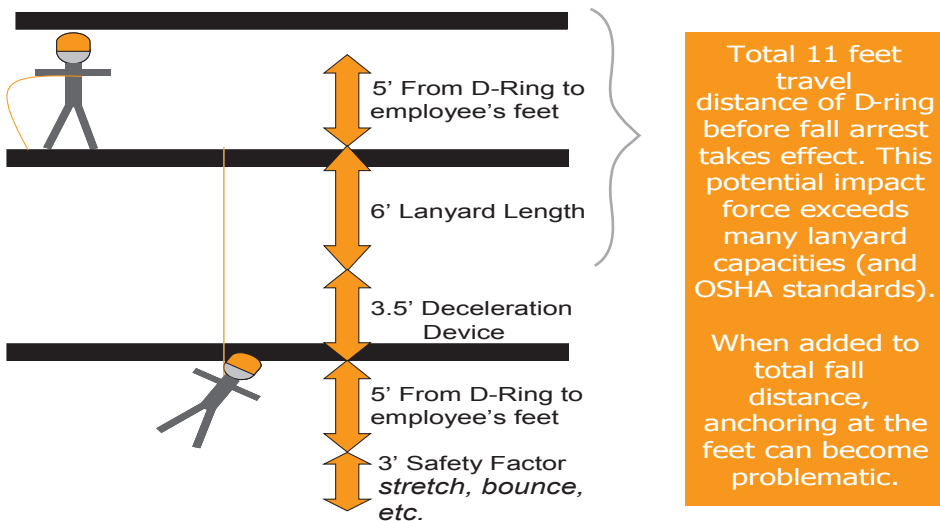 5' From D-Ring to
employee's feet
6' Lanyard Length
3.5' Deceleration
Device
5' From D-Ring to
employee's feet
3' Safety Factor
stretch, bounce,
etc.
Total 11 feet
travel
distance of D-ring
before fall arrest
takes effect. This
potential impact
force exceeds
many lanyard
capacities (and
OSHA standards).
When added to
total fall
distance,
anchoring at the
feet can become
problematic.